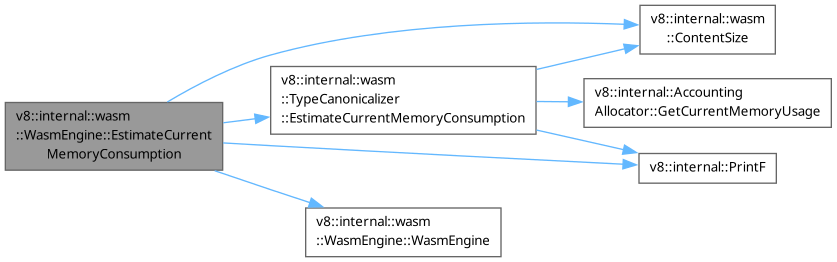 v8::internal::wasm
::WasmEngine::EstimateCurrent
MemoryConsumption
v8::internal::wasm
::TypeCanonicalizer
::EstimateCurrentMemoryConsumption
v8::internal::wasm
::ContentSize
v8::internal::Accounting
Allocator::GetCurrentMemoryUsage
v8::internal::PrintF
v8::internal::wasm
::WasmEngine::WasmEngine